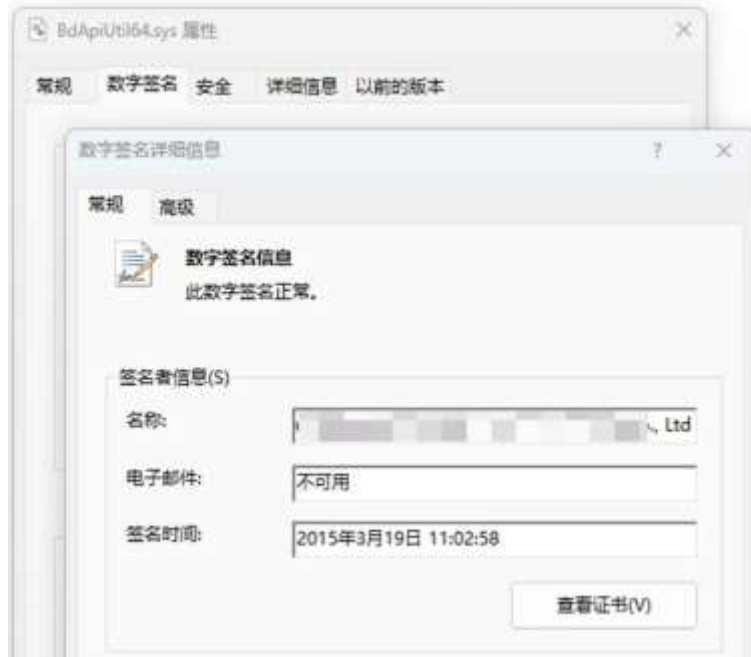 BdApiUtil64.sys 属性
常规 数字签名 安全 详细信息 以前的版本
数字签名详细信息 ?
常规 高级
数字签名信息
此数字签名正常。
签名者信息(S)
名称: ., Ltd
电子邮件: 不可用
签名时间: 2015年3月19日 11:02:58
查看证书(V)